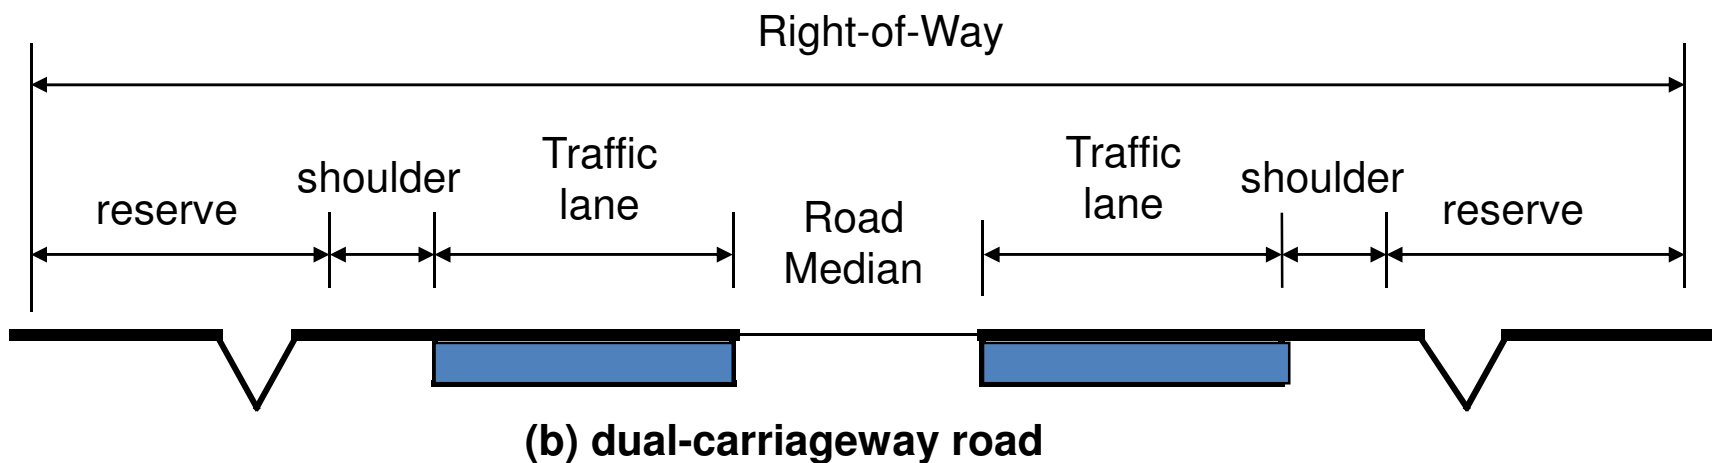 Right-of-Way
reserve
shoulder
Traffic
lane
Road
Median
Traffic
lane
shoulder
reserve
(b) dual-carriageway road